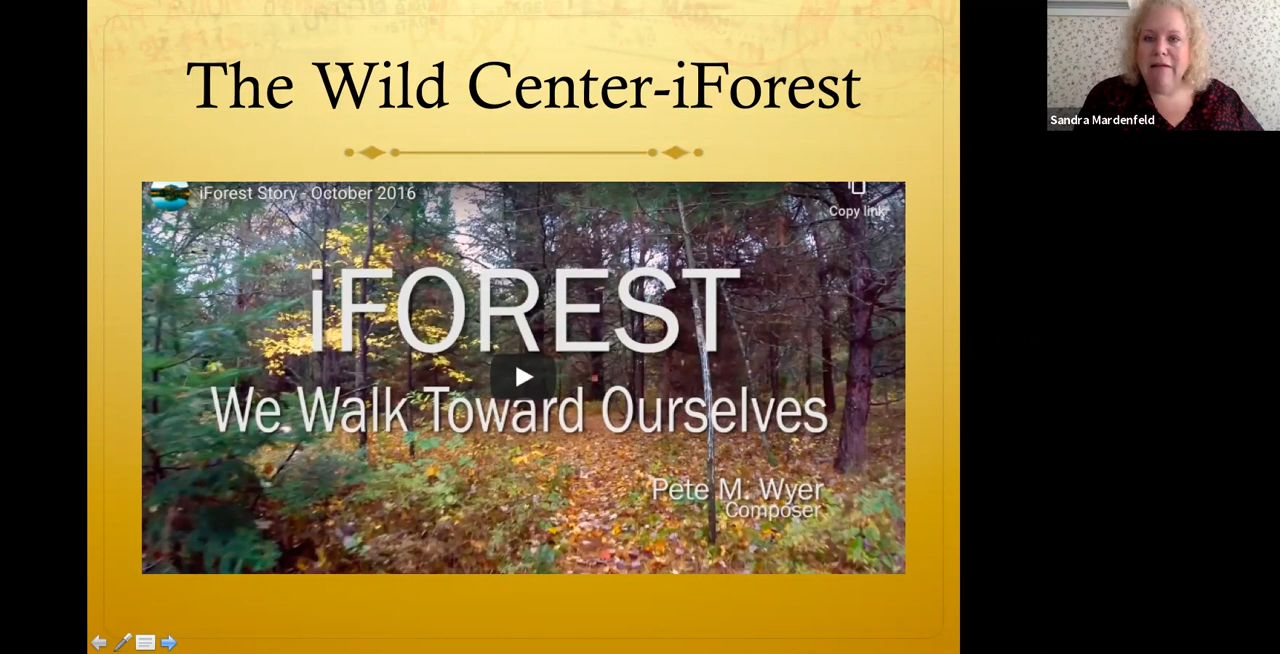 The Wild Center-iForest
iForest Story - October 2016
Copy link
iFOREST
We Walk Toward Ourselves
Pete M. Wyer
Composer
Sandra Mardenfeld